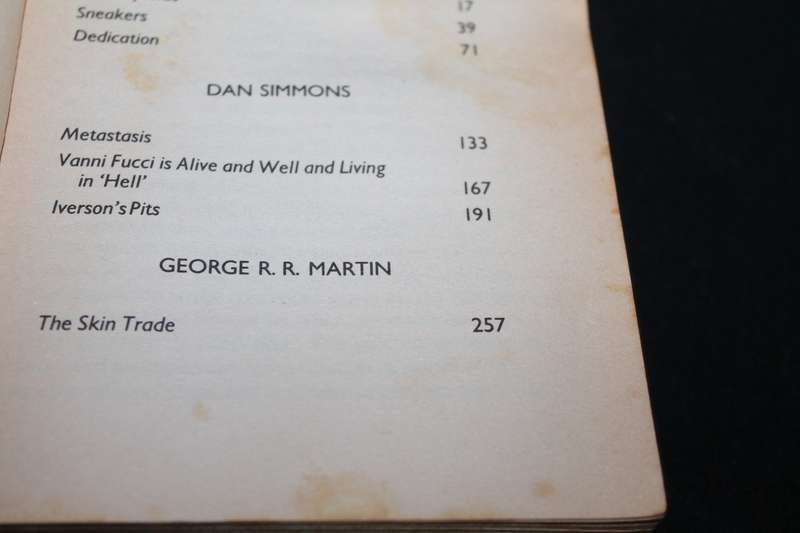 17
Sneakers 39
Dedication 71
DAN SIMMONS
Metastasis 133
Vanni Fucci is Alive and Well and Living
in ‘Hell’ 167
Iverson’s Pits 191
GEORGE R. R. MARTIN
The Skin Trade 257